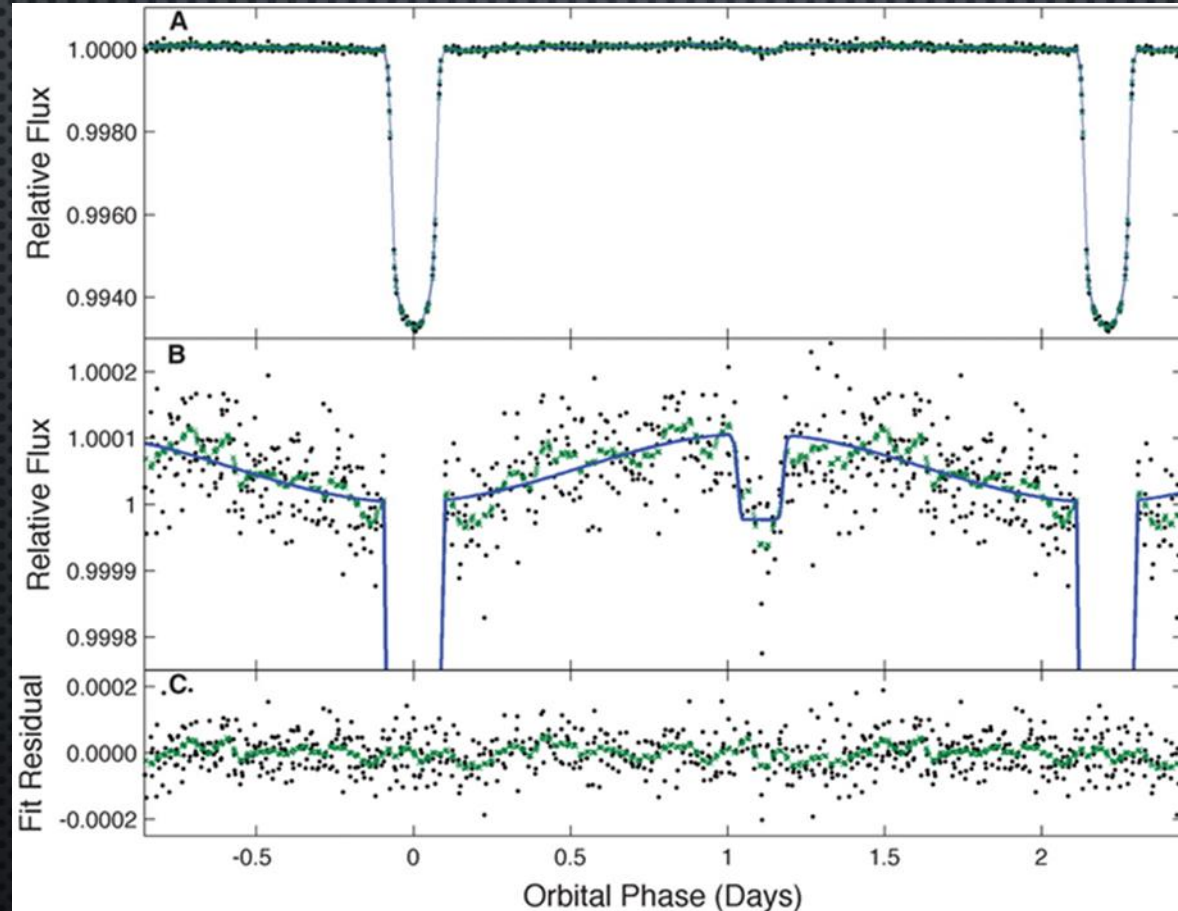 A
Relative Flux
1.0000
0.9980
0.9960
0.9940
B
Relative Flux
1.0002
1.0001
1
0.9999
0.9998
C
Fit Residual
0.0002
0.0000
-0.0002
-0.5
0
0.5
1
1.5
2
Orbital Phase (Days)